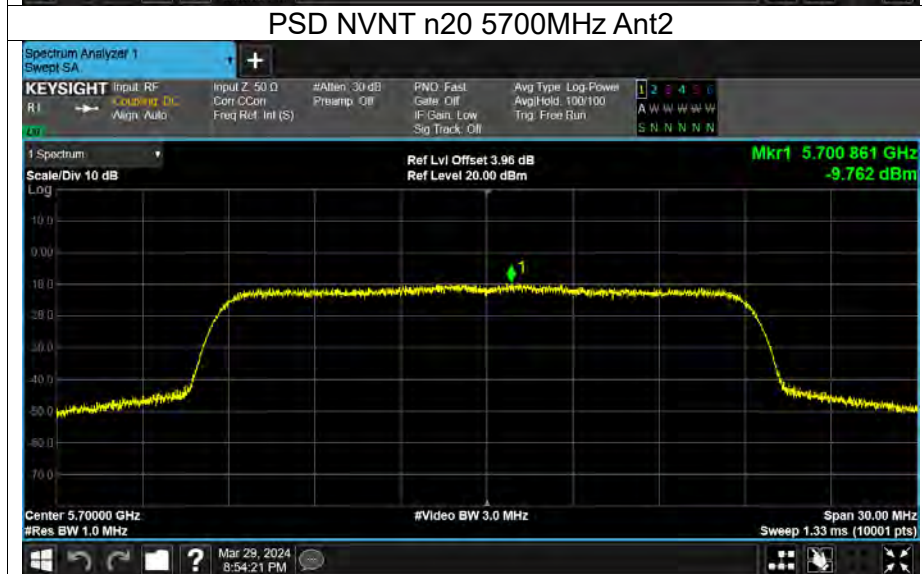 PSD NVNT n20 5700MHz Ant2
Spectrum Analyzer 1
Swept SA
+
KEYSIGHT Input: RF Input Z: 50 Ω #Atten: 30 dB PNO: Fast Avg Type: Log-Power 1 2 3 4 5 6
R L Coupling: DC Corr CCorr Preamp: Off Gate: Off Avg|Hold: 100/100 A W W W W W
Align: Auto Freq Ref: Int (S) IF Gain: Low Trig: Free Run S N N N N N
Sig Track: Off
1 Spectrum
Ref Lvl Offset 3.96 dB
Mkr1 5.700 861 GHz
Scale/Div 10 dB
Ref Level 20.00 dBm
-9.762 dBm
Log
10.0
1
0.00
-10.0
-20.0
-30.0
-40.0
-50.0
-60.0
-70.0
Center 5.70000 GHz #Video BW 3.0 MHz Span 30.00 MHz
#Res BW 1.0 MHz Sweep 1.33 ms (10001 pts)
? Mar 29, 2024
8:54:21 PM